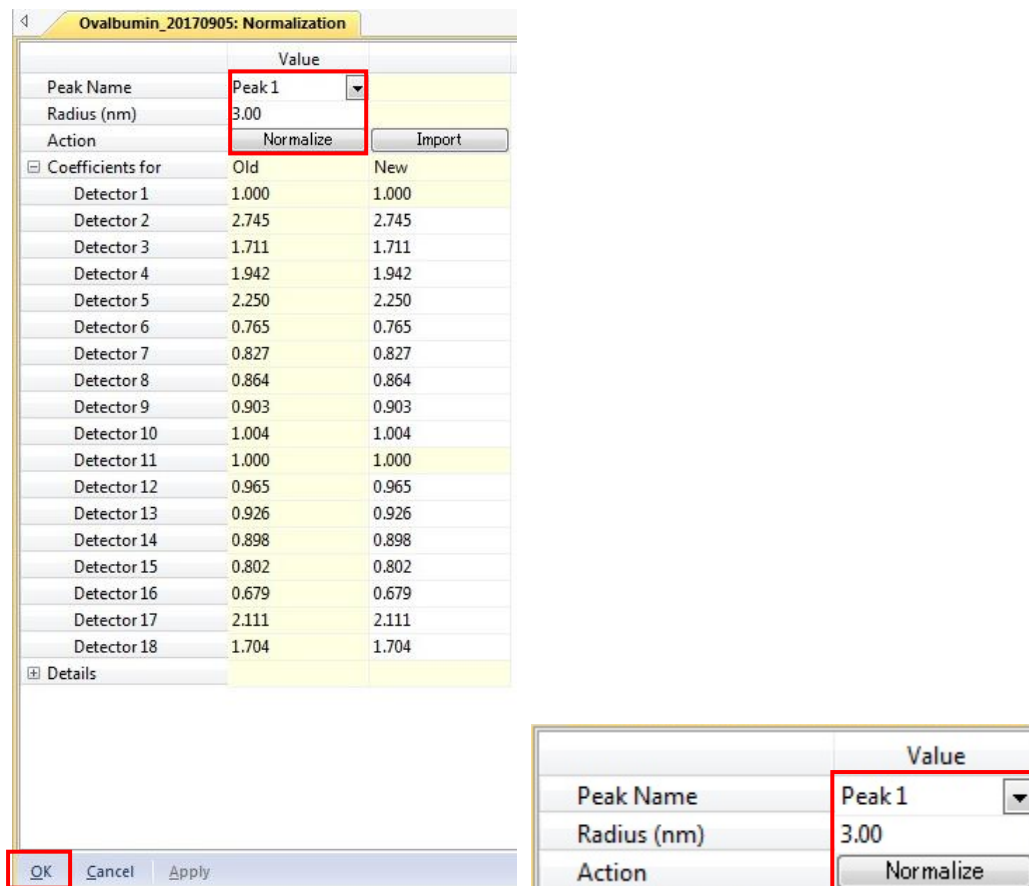 Ovalbumin_20170905: Normalization
Value
Peak Name Peak 1
Radius (nm) 3.00
Action Normalize Import
Coefficients for Old New
Detector 1 1.000 1.000
Detector 2 2.745 2.745
Detector 3 1.711 1.711
Detector 4 1.942 1.942
Detector 5 2.250 2.250
Detector 6 0.765 0.765
Detector 7 0.827 0.827
Detector 8 0.864 0.864
Detector 9 0.903 0.903
Detector 10 1.004 1.004
Detector 11 1.000 1.000
Detector 12 0.965 0.965
Detector 13 0.926 0.926
Detector 14 0.898 0.898
Detector 15 0.802 0.802
Detector 16 0.679 0.679
Detector 17 2.111 2.111
Detector 18 1.704 1.704
Details
OK Cancel Apply
Value
Peak Name Peak 1
Radius (nm) 3.00
Action Normalize